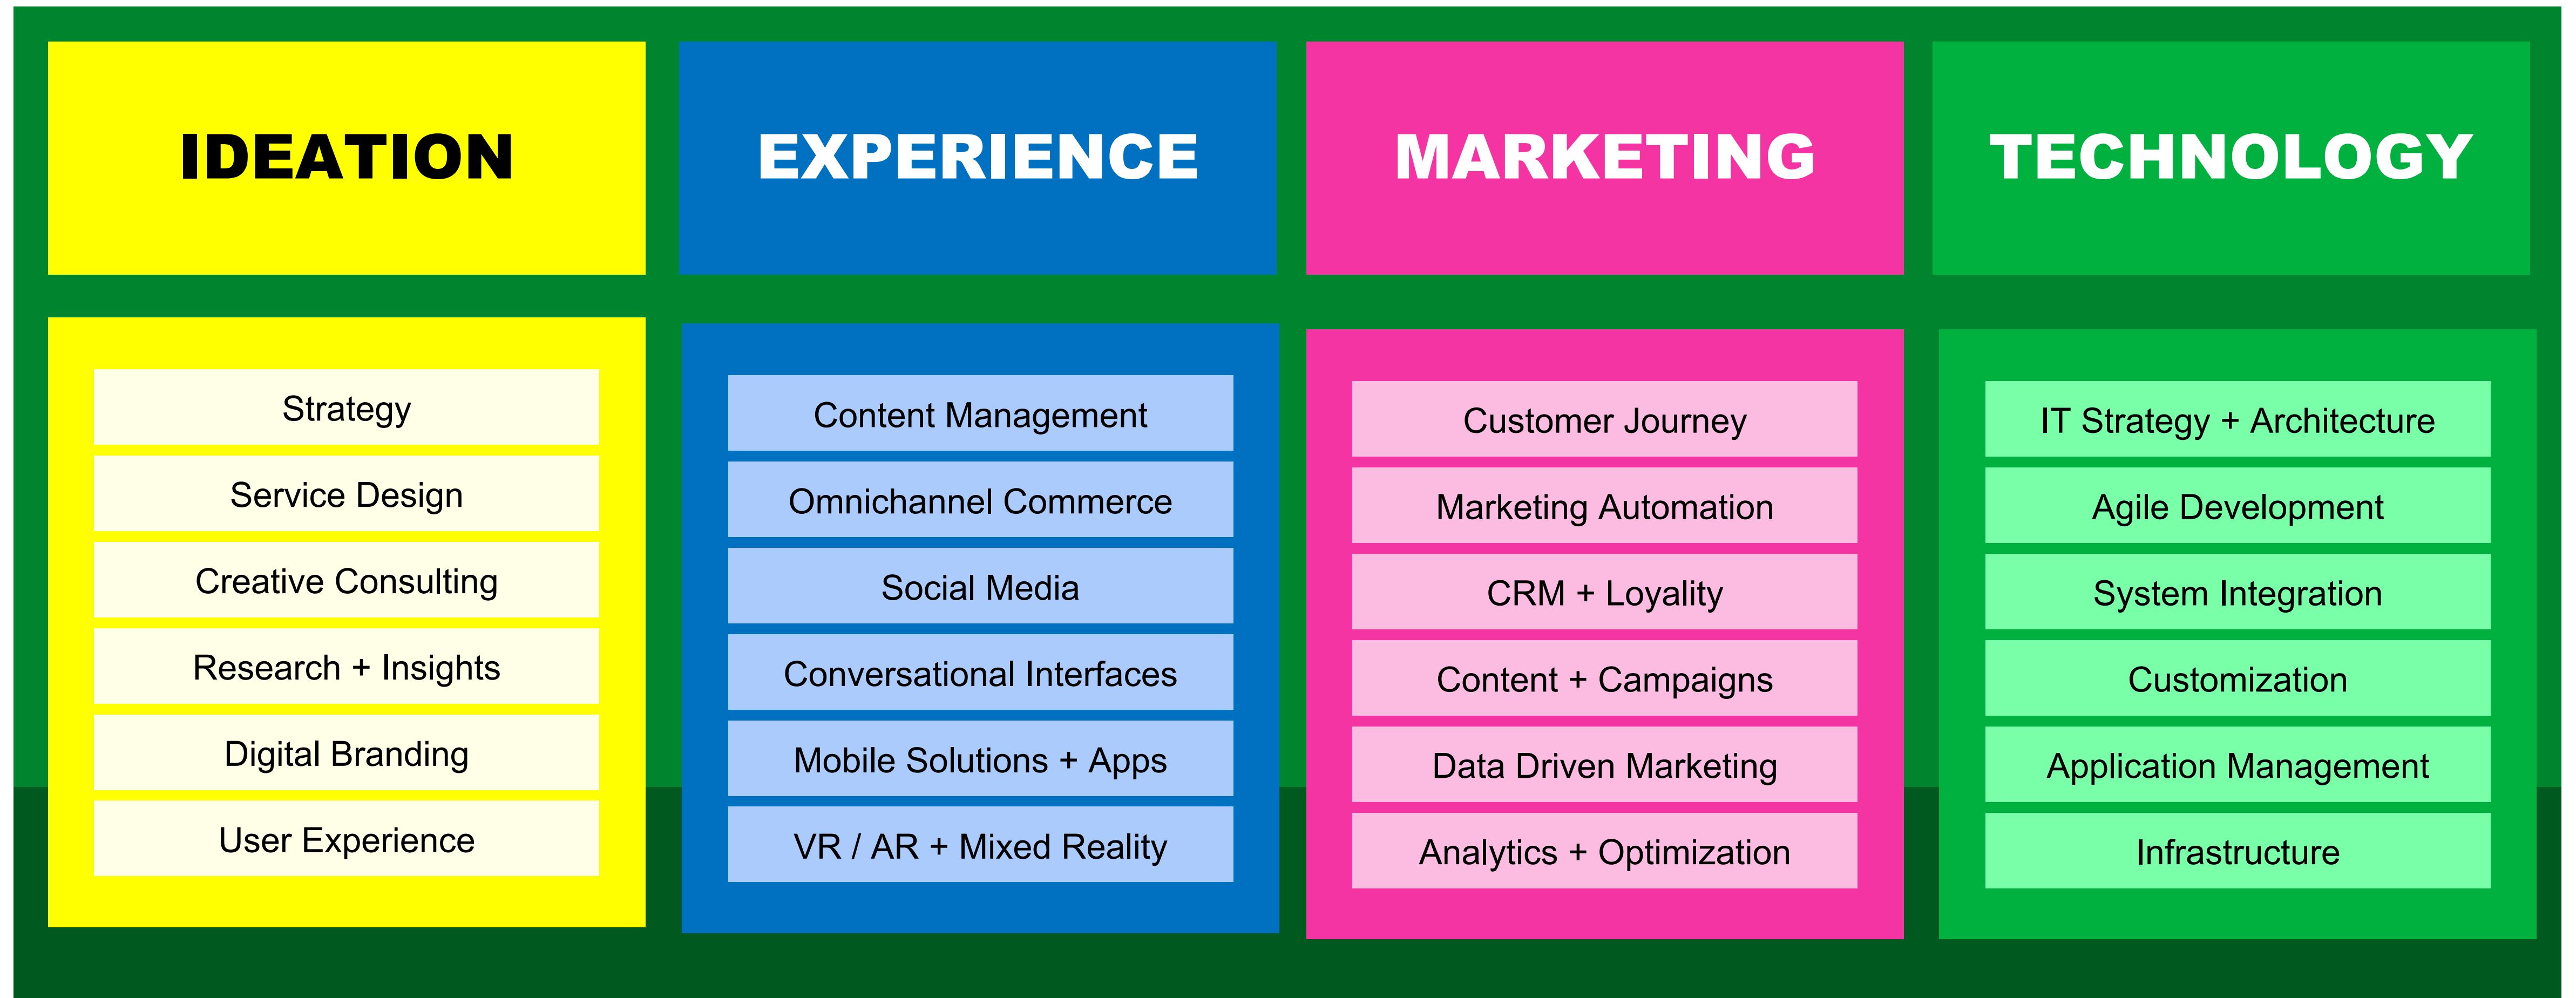 IDEATION
Strategy
Service Design
Creative Consulting
Research + Insights
Digital Branding
User Experience
EXPERIENCE
Content Management
Omnichannel Commerce
Social Media
Conversational Interfaces
Mobile Solutions + Apps
VR / AR + Mixed Reality
MARKETING
Customer Journey
Marketing Automation
CRM + Loyality
Content + Campaigns
Data Driven Marketing
Analytics + Optimization
TECHNOLOGY
IT Strategy + Architecture
Agile Development
System Integration
Customization
Application Management
Infrastructure